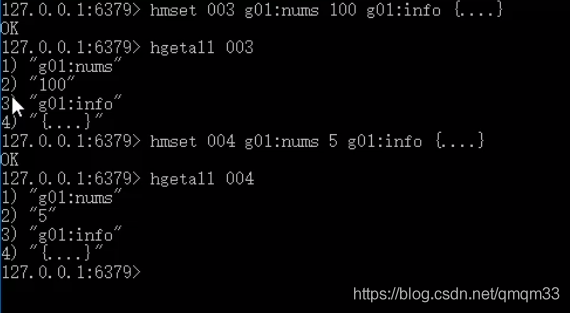 127.0.0.1:6379> hmset 003 g01:nums 100 g01:info {....}
OK
127.0.0.1:6379> hgetall 003
1) "g01:nums"
2) "100"
3) "g01:info"
4) "{....}"
127.0.0.1:6379> hmset 004 g01:nums 5 g01:info {....}
OK
127.0.0.1:6379> hgetall 004
1) "g01:nums"
2) "5"
3) "g01:info"
4) "{....}"
127.0.0.1:6379>
https://blog.csdn.net/qmqm33